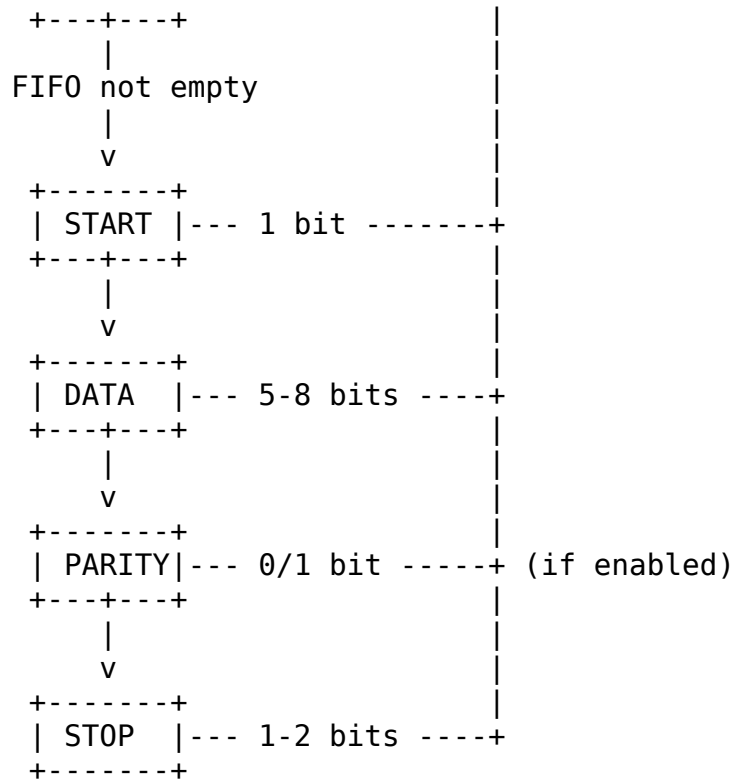 +---+---+                |
    |                    |
FIFO not empty           |
    |                    |
    v                    |
+-------+                |
| START |--- 1 bit -------+
+---+---+                |
    |                    |
    v                    |
+-------+                |
| DATA  |--- 5-8 bits ----+
+---+---+                |
    |                    |
    v                    |
+-------+                |
| PARITY|--- 0/1 bit -----+ (if enabled)
+---+---+                |
    |                    |
    v                    |
+-------+                |
| STOP  |--- 1-2 bits ----+
+-------+